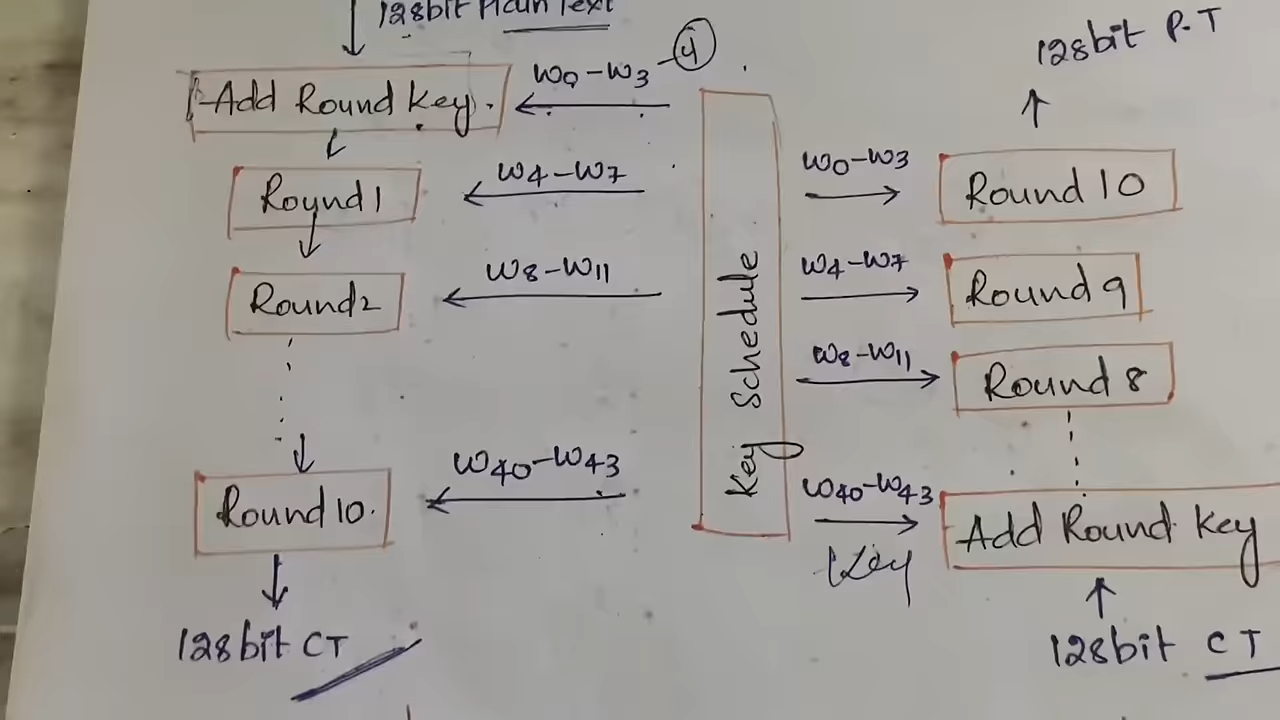 128bit Plain Text
Add Round Key.
W0-W3
4
Round 1
W4-W7
Round 2
W8-W11
Round 10.
W40-W43
128bit CT
Key Schedule
128bit P.T
W0-W3
Round 10
W4-W7
Round 9
W8-W11
Round 8
W40-W43
Key
Add Round Key
128bit CT